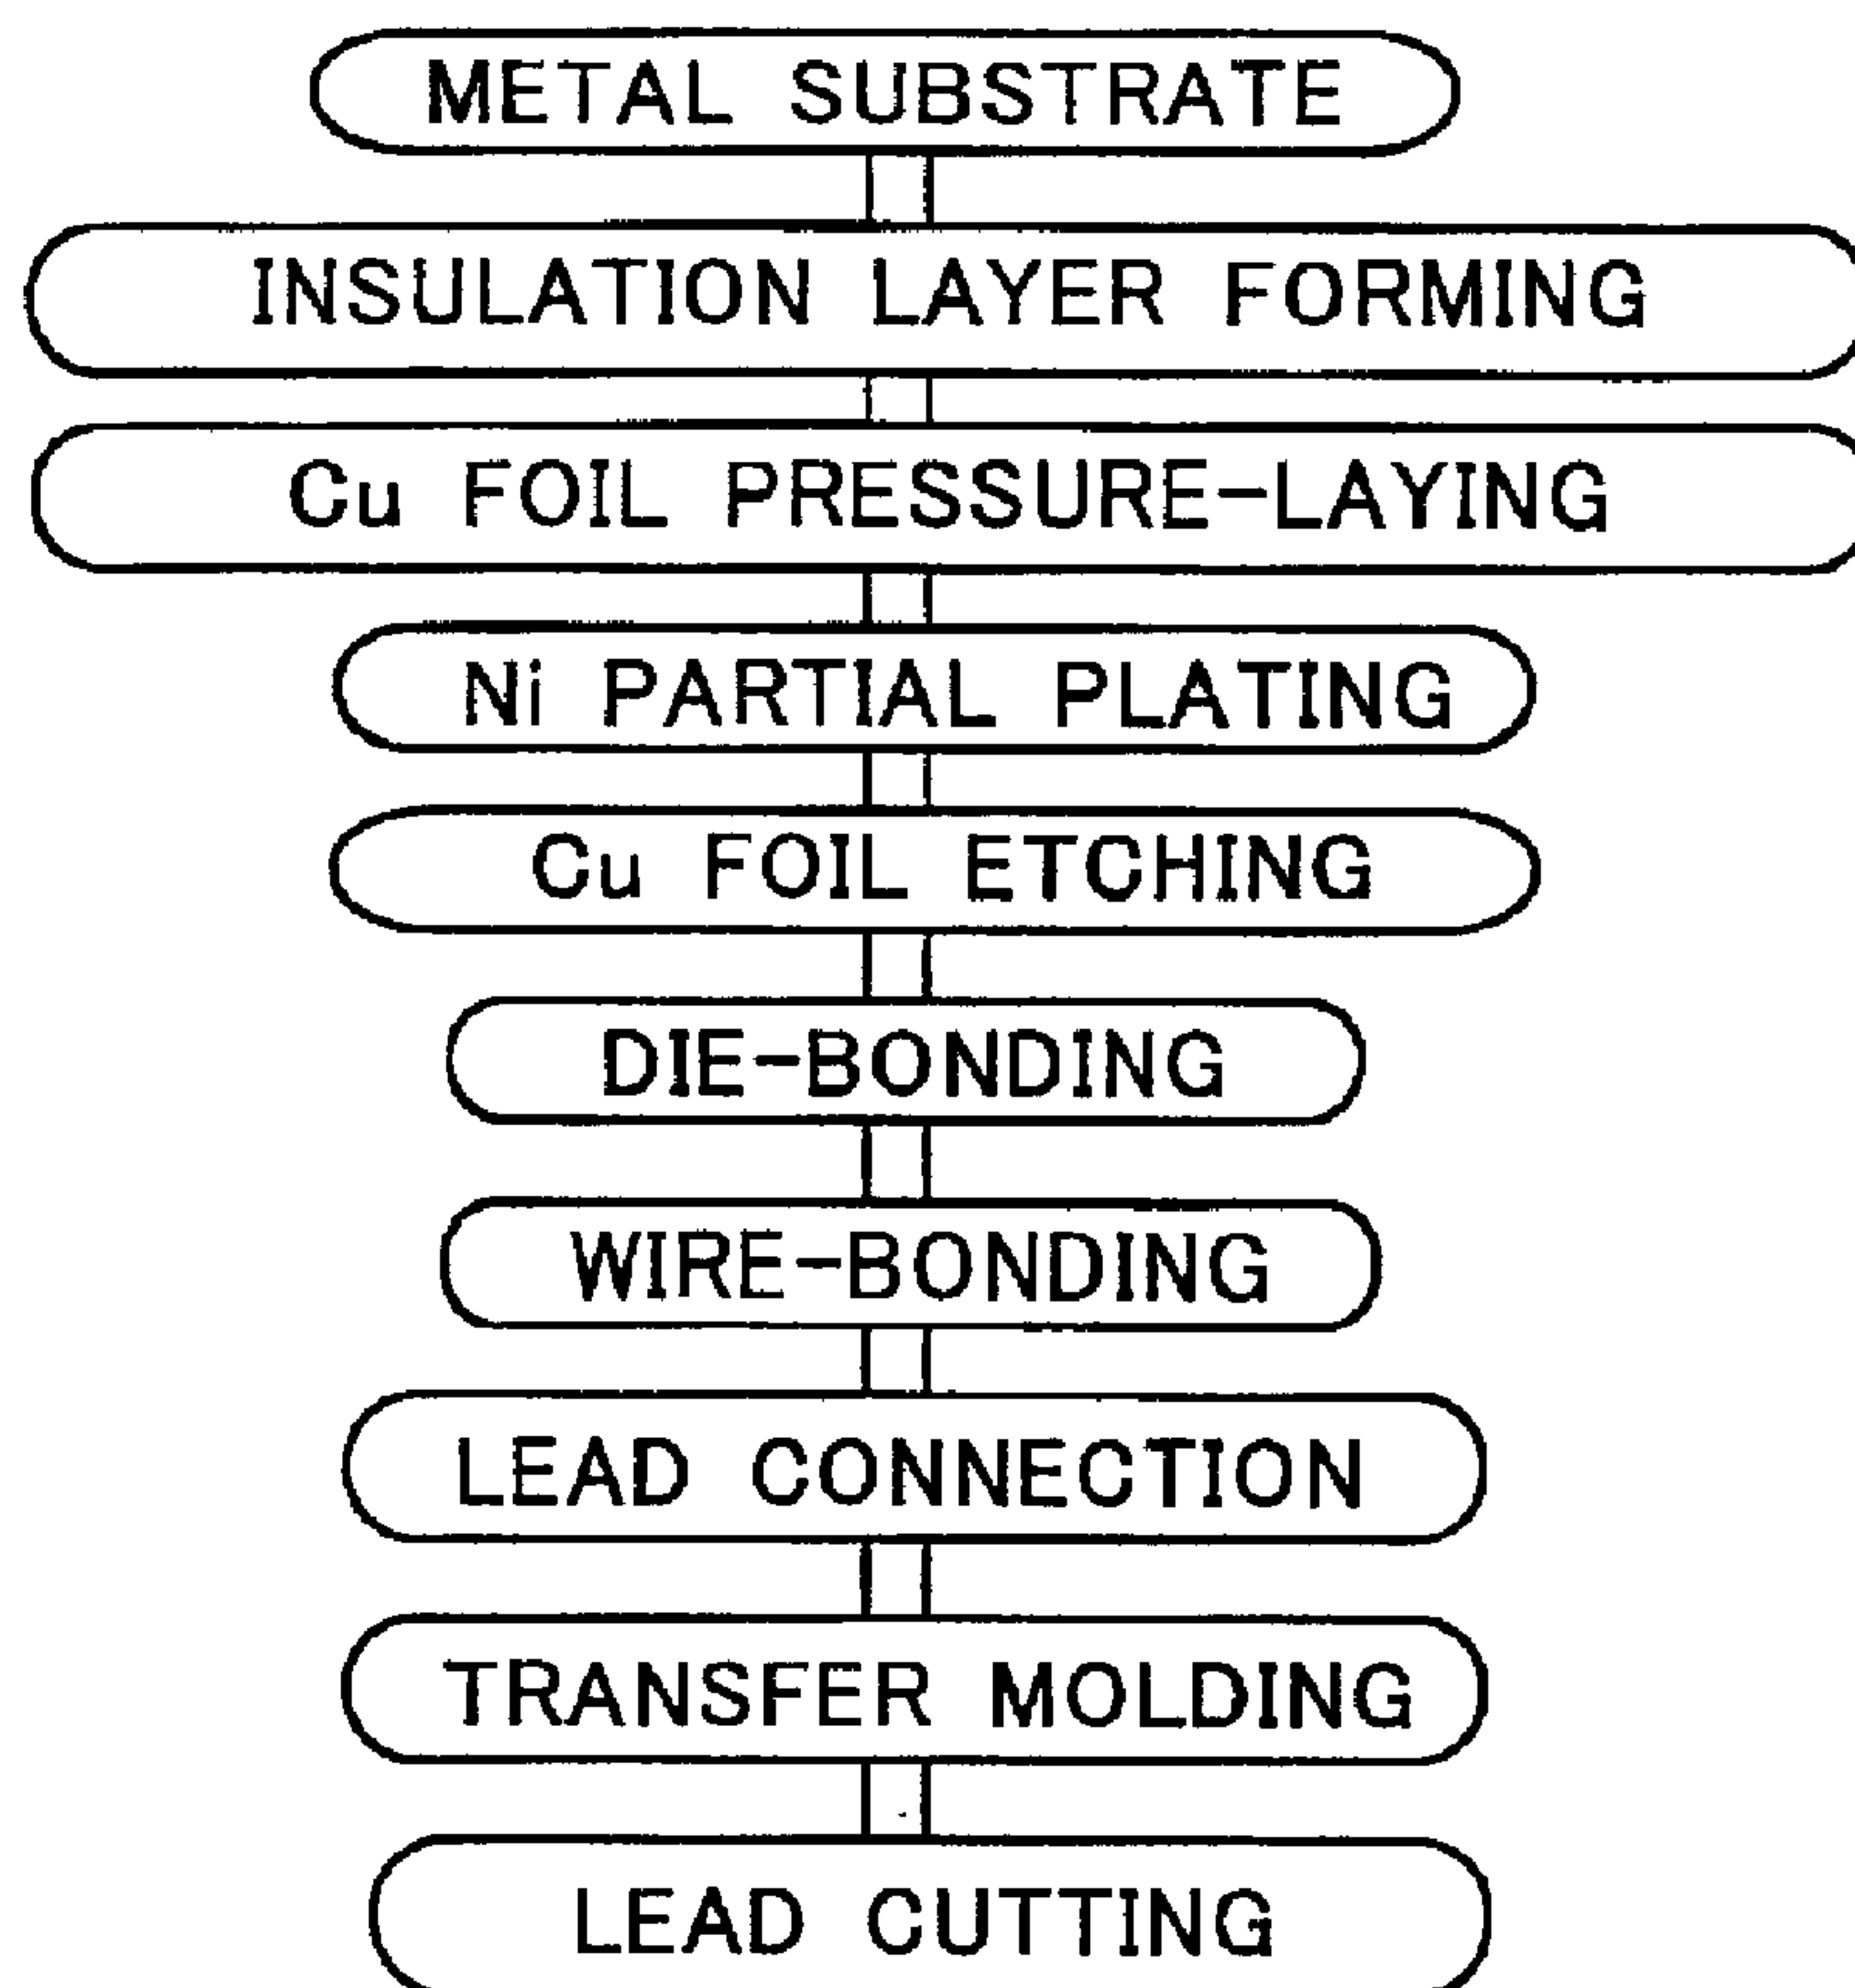 METAL SUBSTRATE
INSULATION LAYER FORMING
Cu FOIL PRESSURE-LAYING
Ni PARTIAL PLATING
Cu FOIL ETCHING
DIE-BONDING
WIRE-BONDING
LEAD CONNECTION
TRANSFER MOLDING
LEAD CUTTING